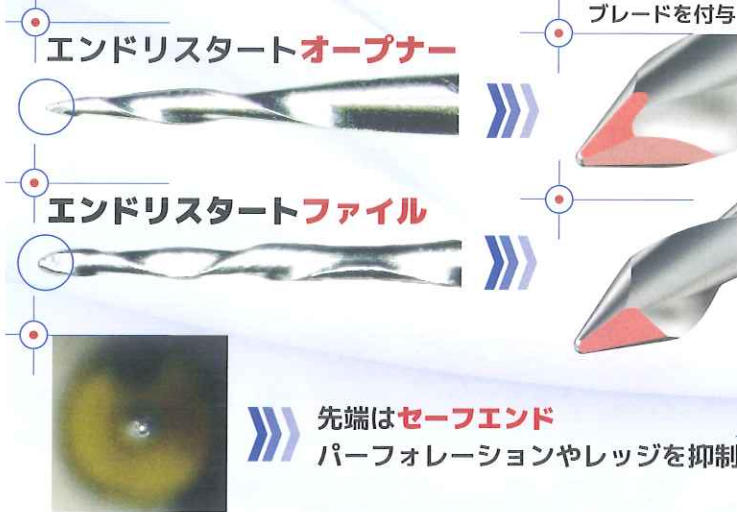 ブレードを付与
エンドリスタートオープナー
エンドリスタートファイル
先端はセーフエンド
パーフォレーションやレッジを抑制